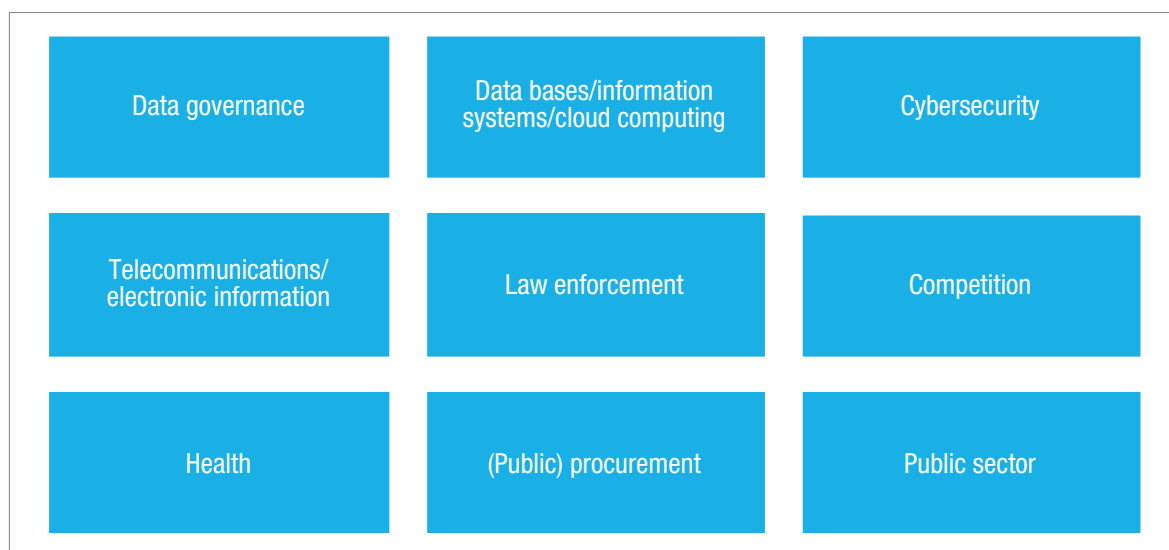 Data governance
Data bases/information
systems/cloud computing
Cybersecurity
Telecommunications/
electronic information
Law enforcement
Competition
Health
(Public) procurement
Public sector